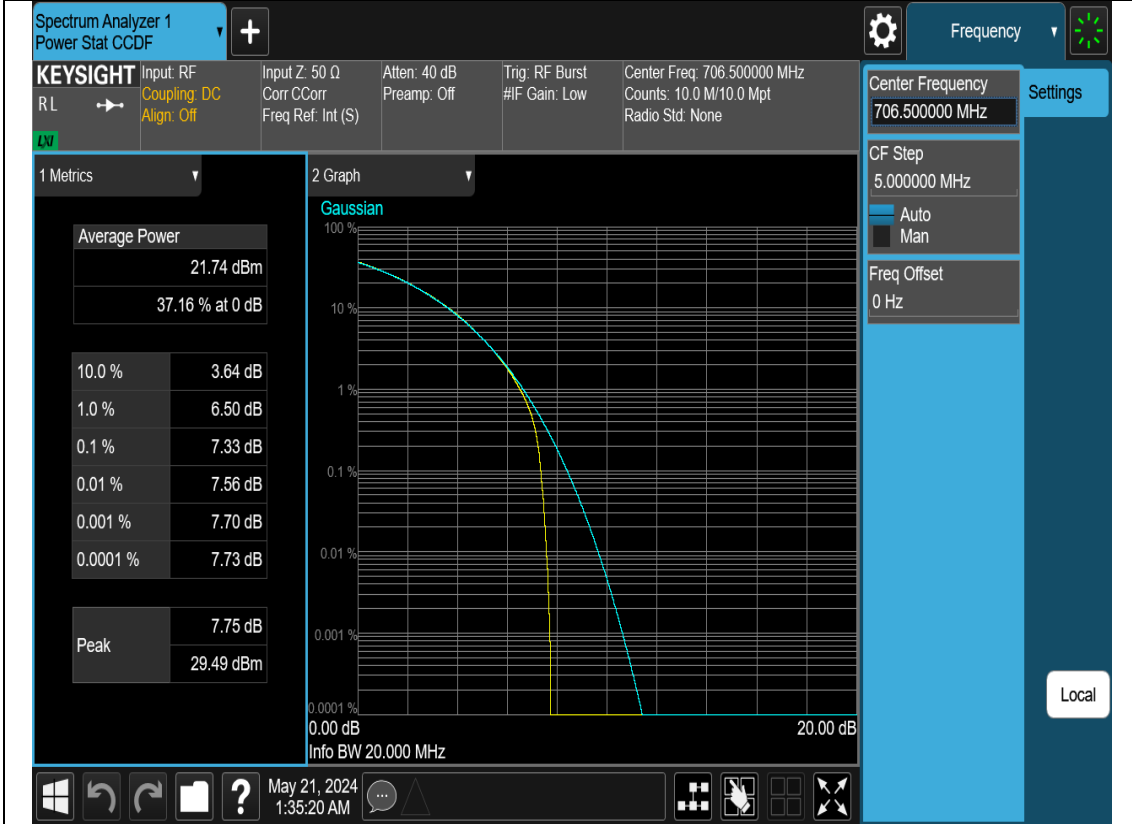 Spectrum Analyzer 1
Power Stat CCDF
Frequency
KEYSIGHT
RL
LXI
Input: RF
Coupling: DC
Align: Off
Input Z: 50 Ω
Corr CCorr
Freq Ref: Int (S)
Atten: 40 dB
Preamp: Off
Trig: RF Burst
#IF Gain: Low
Center Freq: 706.500000 MHz
Counts: 10.0 M/10.0 Mpt
Radio Std: None
1 Metrics
Average Power
21.74 dBm
37.16 % at 0 dB
10.0 % 3.64 dB
1.0 % 6.50 dB
0.1 % 7.33 dB
0.01 % 7.56 dB
0.001 % 7.70 dB
0.0001 % 7.73 dB
Peak
7.75 dB
29.49 dBm
2 Graph
Gaussian
100 %
10 %
1 %
0.1 %
0.01 %
0.001 %
0.0001 %
0.00 dB 20.00 dB
Info BW 20.000 MHz
Center Frequency
706.500000 MHz
CF Step
5.000000 MHz
Auto
Man
Freq Offset
0 Hz
Settings
Local
?
May 21, 2024
1:35:20 AM